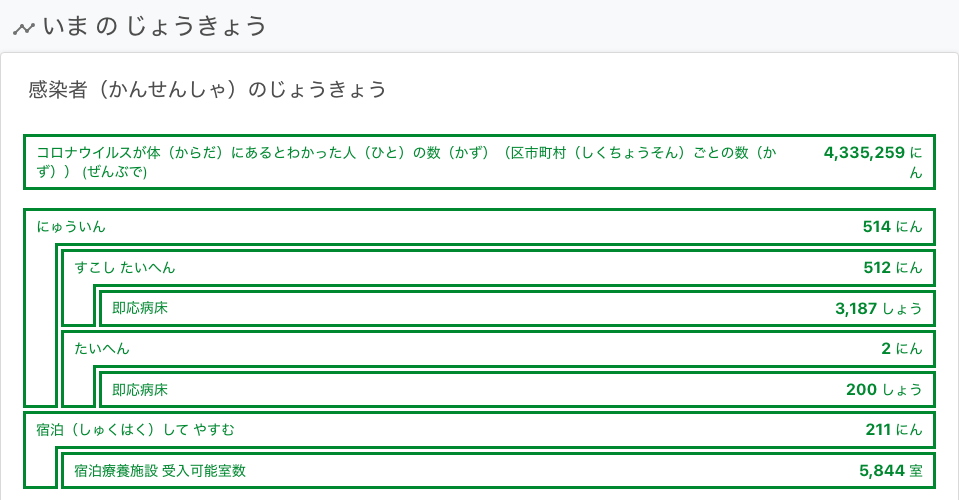 いま の じょうきょう
感染者（かんせんしゃ）のじょうきょう
コロナウイルスが体（からだ）にあるとわかった人（ひと）の数（かず）（区市町村（しくちょうそん）ごとの数（か
ず）） (ぜんぶで)
4,335,259 に
ん
にゅういん 514 にん
すこし たいへん 512 にん
即応病床 3,187 しょう
たいへん 2 にん
即応病床 200 しょう
宿泊（しゅくはく）して やすむ 211 にん
宿泊療養施設 受入可能室数 5,844 室